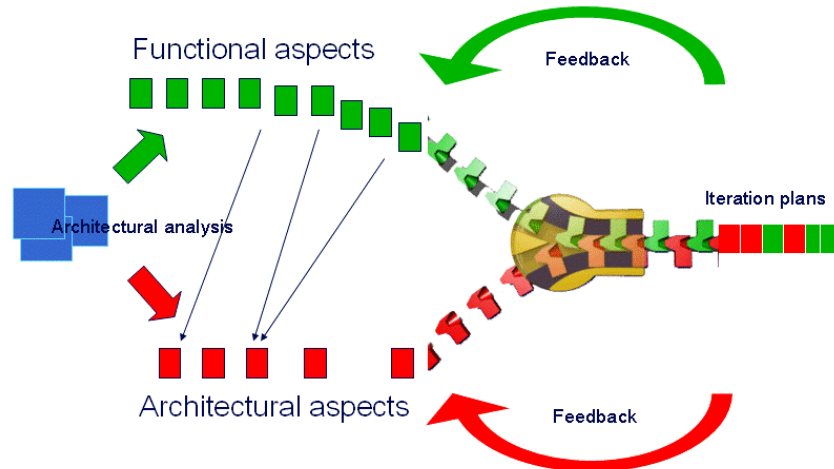 Functional aspects
Feedback
Architectural analysis
Iteration plans
Architectural aspects
Feedback